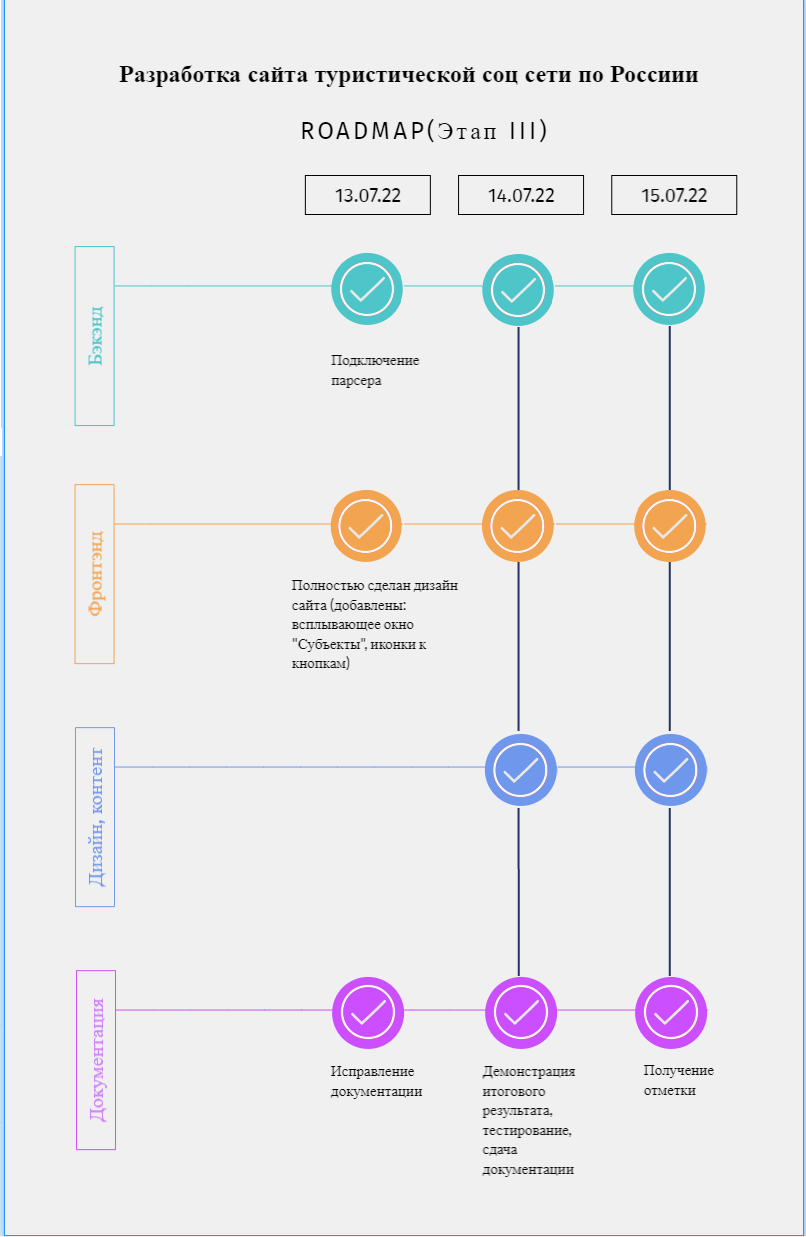 Разработка сайта туристической соц сети по Росиии
ROADMAP(Этап III)
13.07.22
14.07.22
15.07.22
Бэкэнд
Подключение
парсера
Фронтэнд
Полностью сделан дизайн
сайта (добавлены:
всплывающее окно
"Субъекты", иконки к
кнопкам)
Дизайн, контент
Документация
Исправление
документации
Демонстрация
итогового
результата,
тестирование,
сдача
документации
Получение
отметки